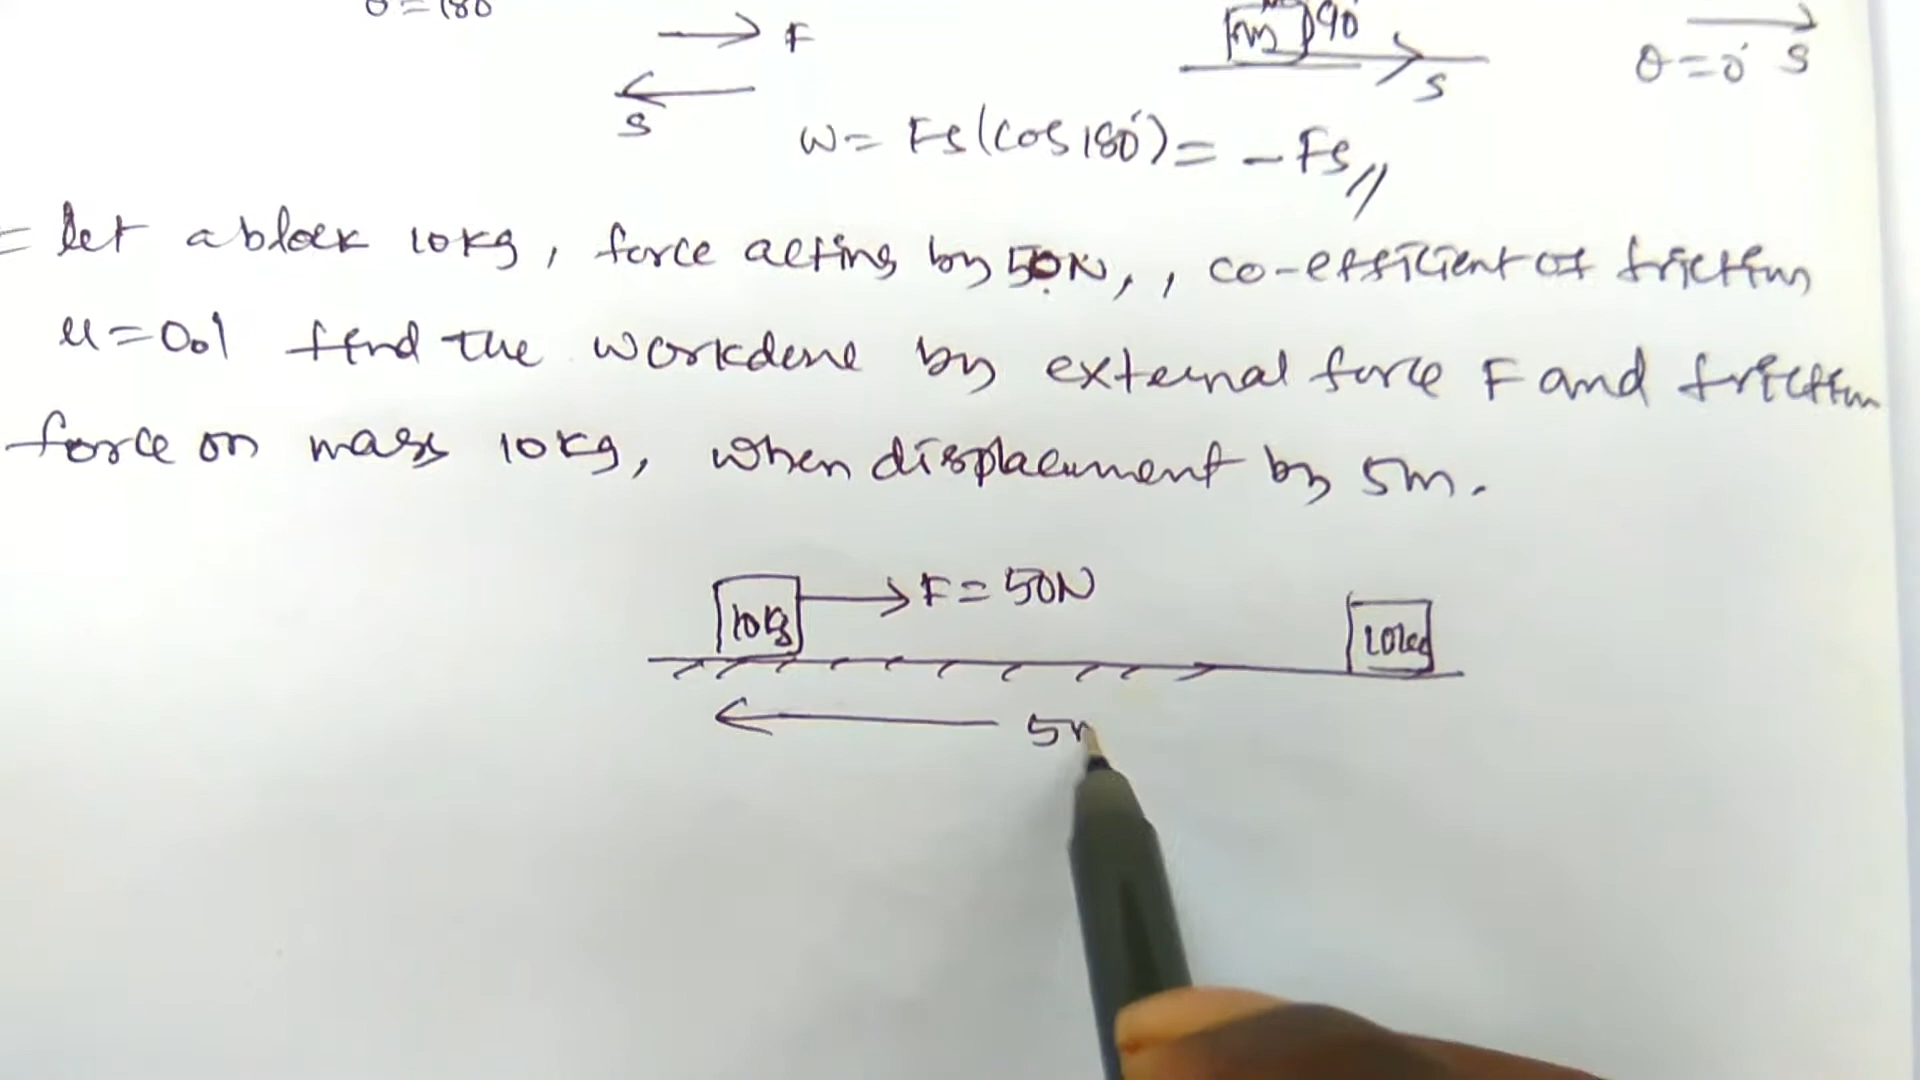 θ = 180
F
S
m 90°
S
θ = 0° S
W = Fs (cos 180°) = - Fs //
= let a block 10kg, force acting by 50N, , co-efficient of friction
u = 0.1 find the workdone by external force F and friction
force on mass 10kg, when displacement by 5m.
10kg F = 50N 10kg
5m